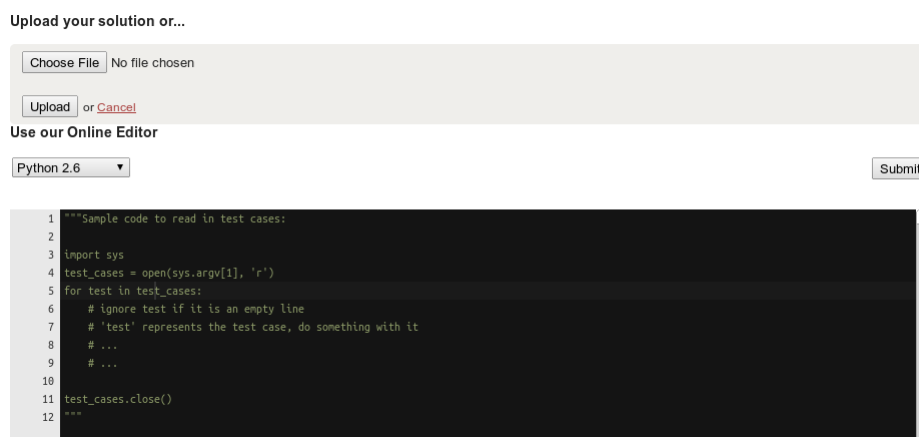 Upload your solution or...
Choose File No file chosen
Upload or Cancel
Use our Online Editor
Python 2.6 ▼
Submit
1 """Sample code to read in test cases:
2
3 import sys
4 test_cases = open(sys.argv[1], 'r')
5 for test in test_cases:
6     # ignore test if it is an empty line
7     # 'test' represents the test case, do something with it
8     # ...
9     # ...
10
11 test_cases.close()
12 """